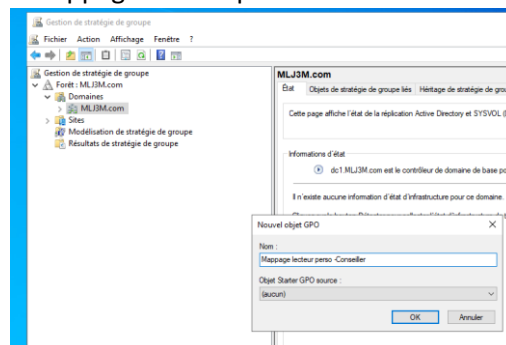 Gestion de stratégie de groupe
Fichier Action Affichage Fenêtre ?
Gestion de stratégie de groupe
Forêt : MLJ3M.com
Domaines
MLJ3M.com
Sites
Modélisation de stratégie de groupe
Résultats de stratégie de groupe
MLJ3M.com
État Objets de stratégie de groupe liés Héritage de stratégie de grou
Cette page affiche l'état de la réplication Active Directory et SYSVOL (
Informations d'état
dc1.MLJ3M.com est le contrôleur de domaine de base po
Il n'existe aucune information d'état d'infrastructure pour ce domaine.
Nouvel objet GPO
Nom :
Mappage lecteur perso -Conseiller
Objet Starter GPO source :
(aucun)
OK Annuler